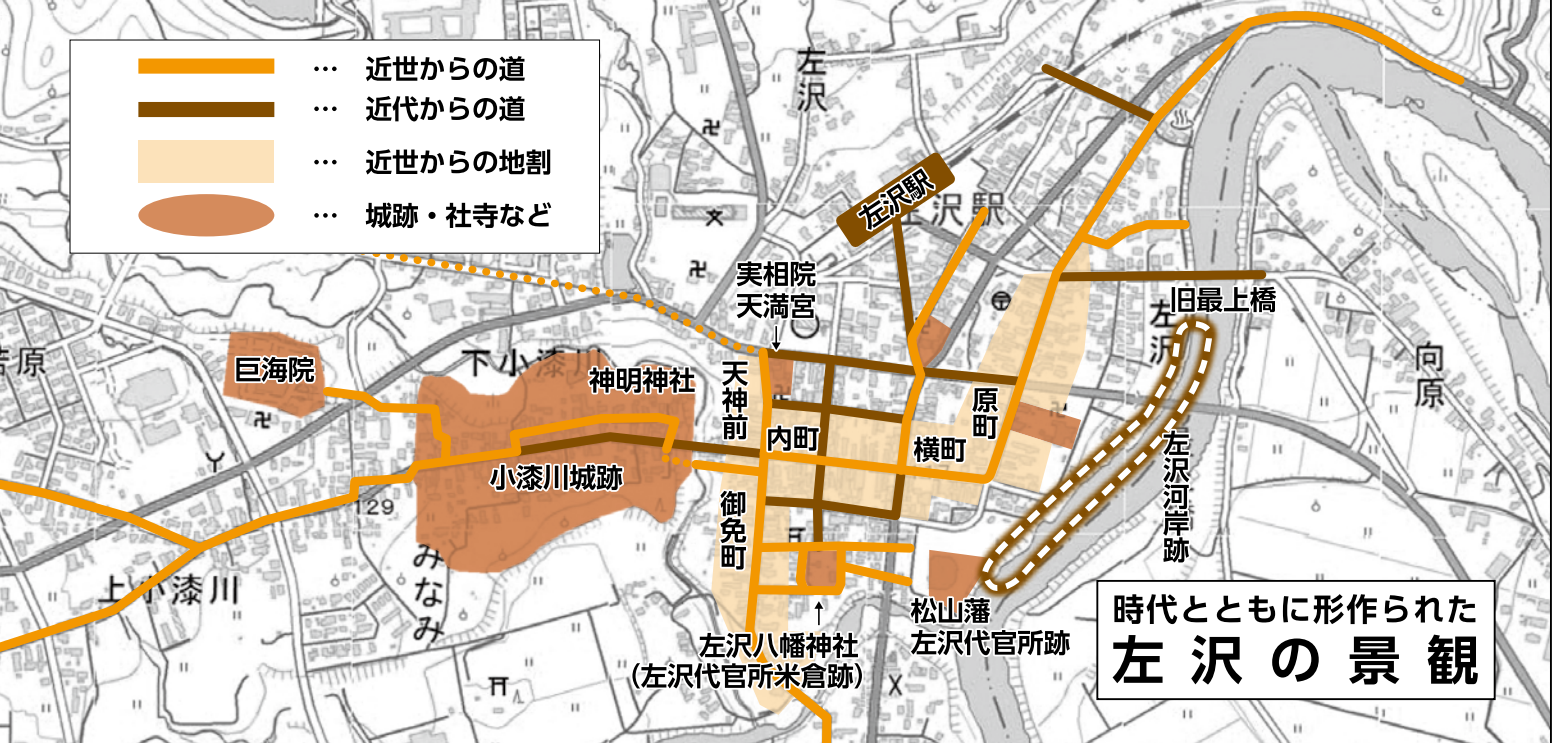 … 近世からの道
… 近代からの道
… 近世からの地割
… 城跡・社寺など
左沢
左沢駅
左沢駅
実相院
天満宮
↓
旧最上橋
左沢
向原
巨海院
下小漆川
神明神社
天神前
内町
横町
原町
小漆川城跡
御免町
左沢河岸跡
129
みなみ
上小漆川
↑
左沢八幡神社
(左沢代官所米倉跡)
松山藩
左沢代官所跡
時代とともに形作られた
左沢の景観